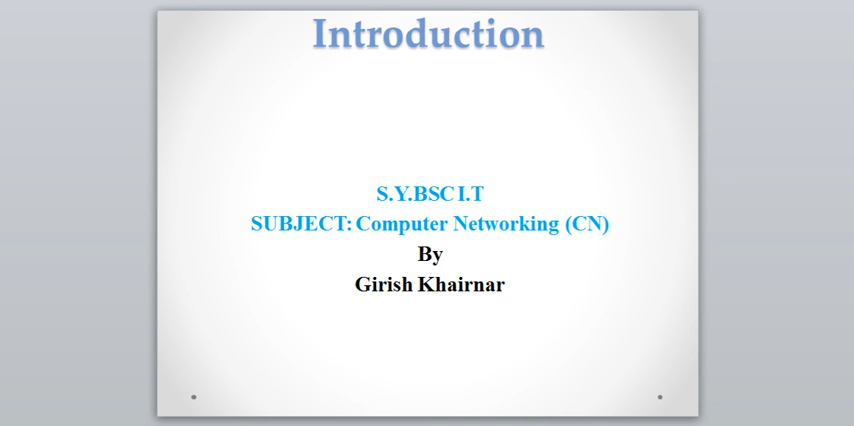 Introduction
S.Y.BSC I.T
SUBJECT: Computer Networking (CN)
By
Girish Khairnar